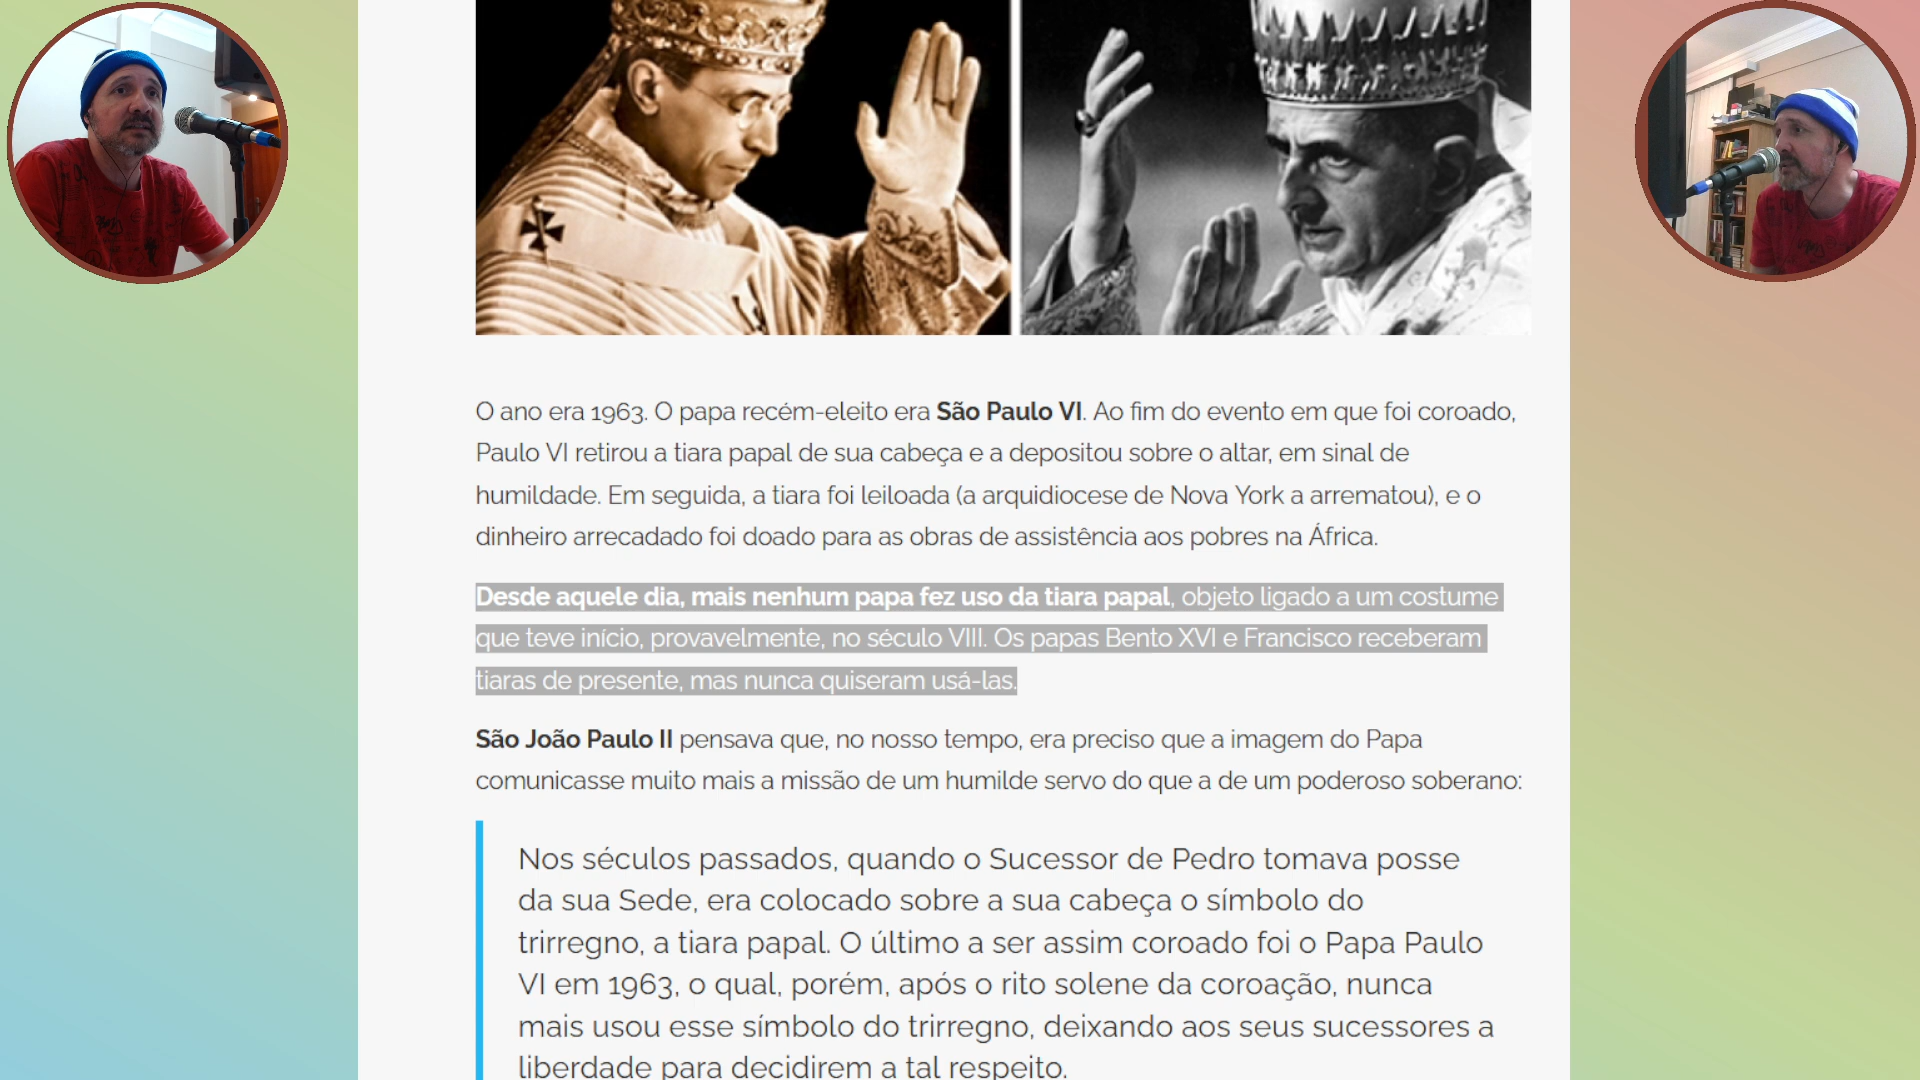 O ano era 1963. O papa recém-eleito era São Paulo VI. Ao fim do evento em que foi coroado,
Paulo VI retirou a tiara papal de sua cabeça e a depositou sobre o altar, em sinal de
humildade. Em seguida, a tiara foi leiloada (a arquidiocese de Nova York a arrematou), e o
dinheiro arrecadado foi doado para as obras de assistência aos pobres na África.
Desde aquele dia, mais nenhum papa fez uso da tiara papal, objeto ligado a um costume
que teve início, provavelmente, no século VIII. Os papas Bento XVI e Francisco receberam
tiaras de presente, mas nunca quiseram usá-las.
São João Paulo II pensava que, no nosso tempo, era preciso que a imagem do Papa
comunicasse muito mais a missão de um humilde servo do que a de um poderoso soberano:
Nos séculos passados, quando o Sucessor de Pedro tomava posse
da sua Sede, era colocado sobre a sua cabeça o símbolo do
trirregno, a tiara papal. O último a ser assim coroado foi o Papa Paulo
VI em 1963, o qual, porém, após o rito solene da coroação, nunca
mais usou esse símbolo do trirregno, deixando aos seus sucessores a
liberdade para decidirem a tal respeito.